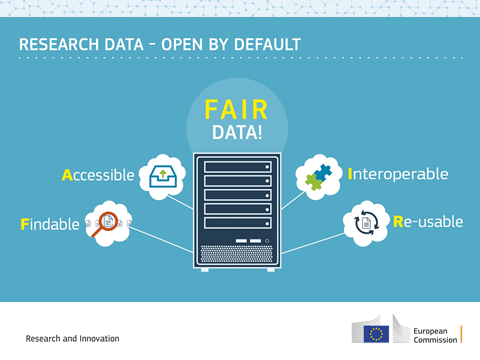 RESEARCH DATA - OPEN BY DEFAULT
FAIR
DATA!
Accessible
Interoperable
Findable
Re-usable
Research and Innovation
European
Commission